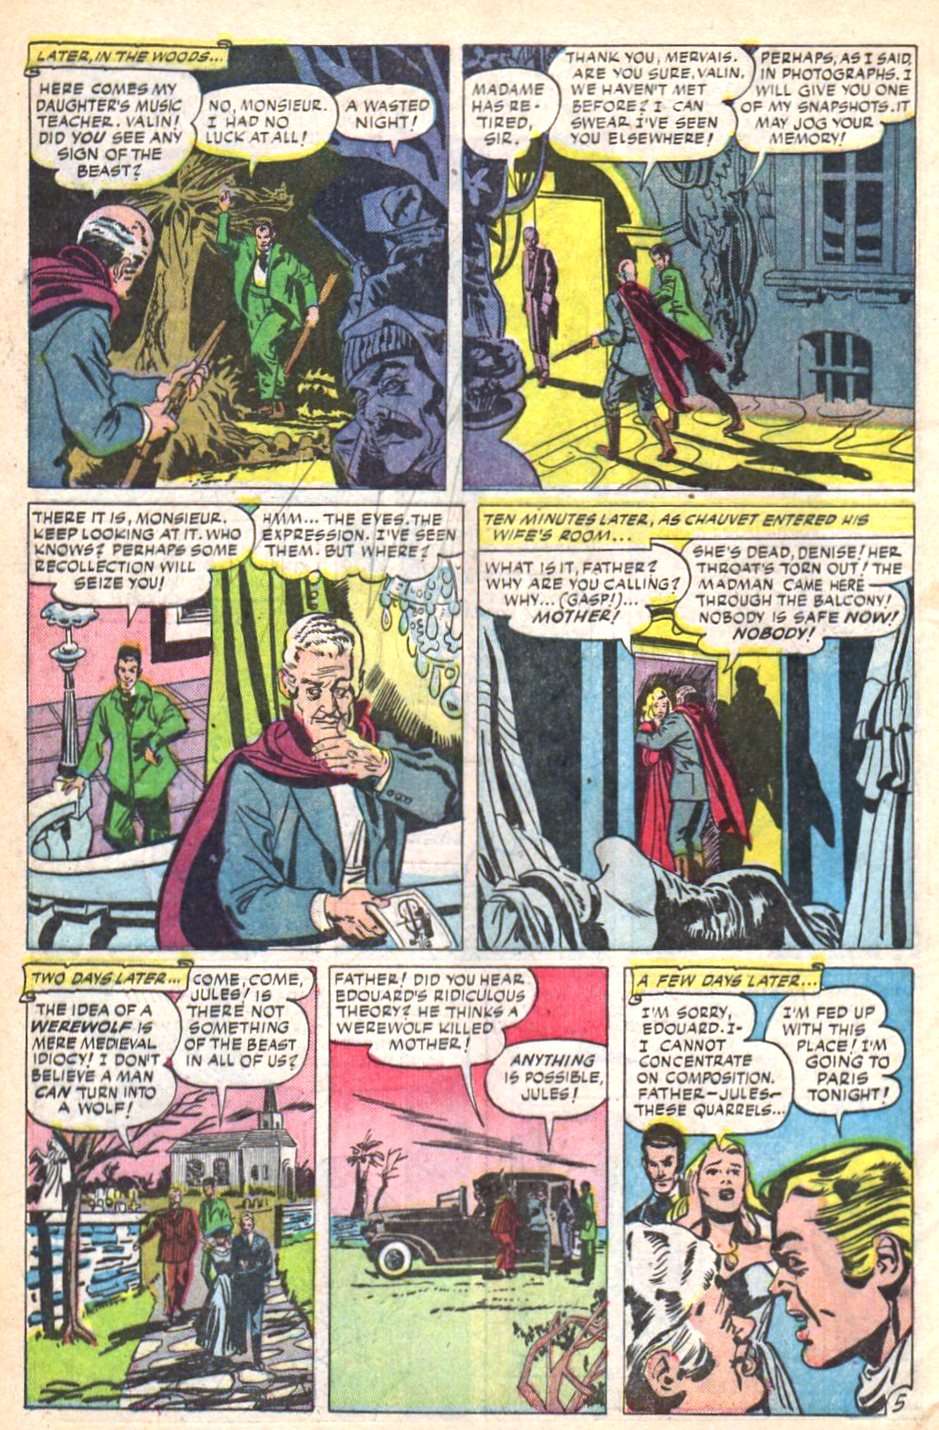 LATER, IN THE WOODS...
HERE COMES MY
DAUGHTER'S MUSIC
TEACHER. VALIN!
DID YOU SEE ANY
SIGN OF THE
BEAST?
NO, MONSIEUR.
I HAD NO
LUCK AT ALL!
A WASTED
NIGHT!
MADAME
HAS RE-
TIRED,
SIR.
THANK YOU, MERVAIS.
ARE YOU SURE, VALIN,
WE HAVEN'T MET
BEFORE? I CAN
SWEAR I'VE SEEN
YOU ELSEWHERE!
PERHAPS, AS I SAID,
IN PHOTOGRAPHS. I
WILL GIVE YOU ONE
OF MY SNAPSHOTS. IT
MAY JOG YOUR
MEMORY!
THERE IT IS, MONSIEUR.
KEEP LOOKING AT IT. WHO
KNOWS? PERHAPS SOME
RECOLLECTION WILL
SEIZE YOU!
HMM... THE EYES. THE
EXPRESSION. I'VE SEEN
THEM. BUT WHERE?
TEN MINUTES LATER, AS CHAUVET ENTERED HIS
WIFE'S ROOM...
WHAT IS IT, FATHER?
WHY ARE YOU CALLING?
WHY... (GASP!)...
MOTHER!
SHE'S DEAD, DENISE! HER
THROAT'S TORN OUT! THE
MADMAN CAME HERE
THROUGH THE BALCONY!
NOBODY IS SAFE NOW!
NOBODY!
TWO DAYS LATER...
THE IDEA OF A
WEREWOLF IS
MERE MEDIEVAL
IDIOCY! I DON'T
BELIEVE A MAN
CAN TURN INTO
A WOLF!
COME, COME,
JULES! IS
THERE NOT
SOMETHING
OF THE BEAST
IN ALL OF US?
FATHER! DID YOU HEAR
EDOUARD'S RIDICULOUS
THEORY? HE THINKS A
WEREWOLF KILLED
MOTHER!
ANYTHING
IS POSSIBLE,
JULES!
A FEW DAYS LATER...
I'M SORRY,
EDOUARD. I-
I CANNOT
CONCENTRATE
ON COMPOSITION.
FATHER-JULES-
THESE QUARRELS...
I'M FED UP
WITH THIS
PLACE! I'M
GOING TO
PARIS
TONIGHT!
5